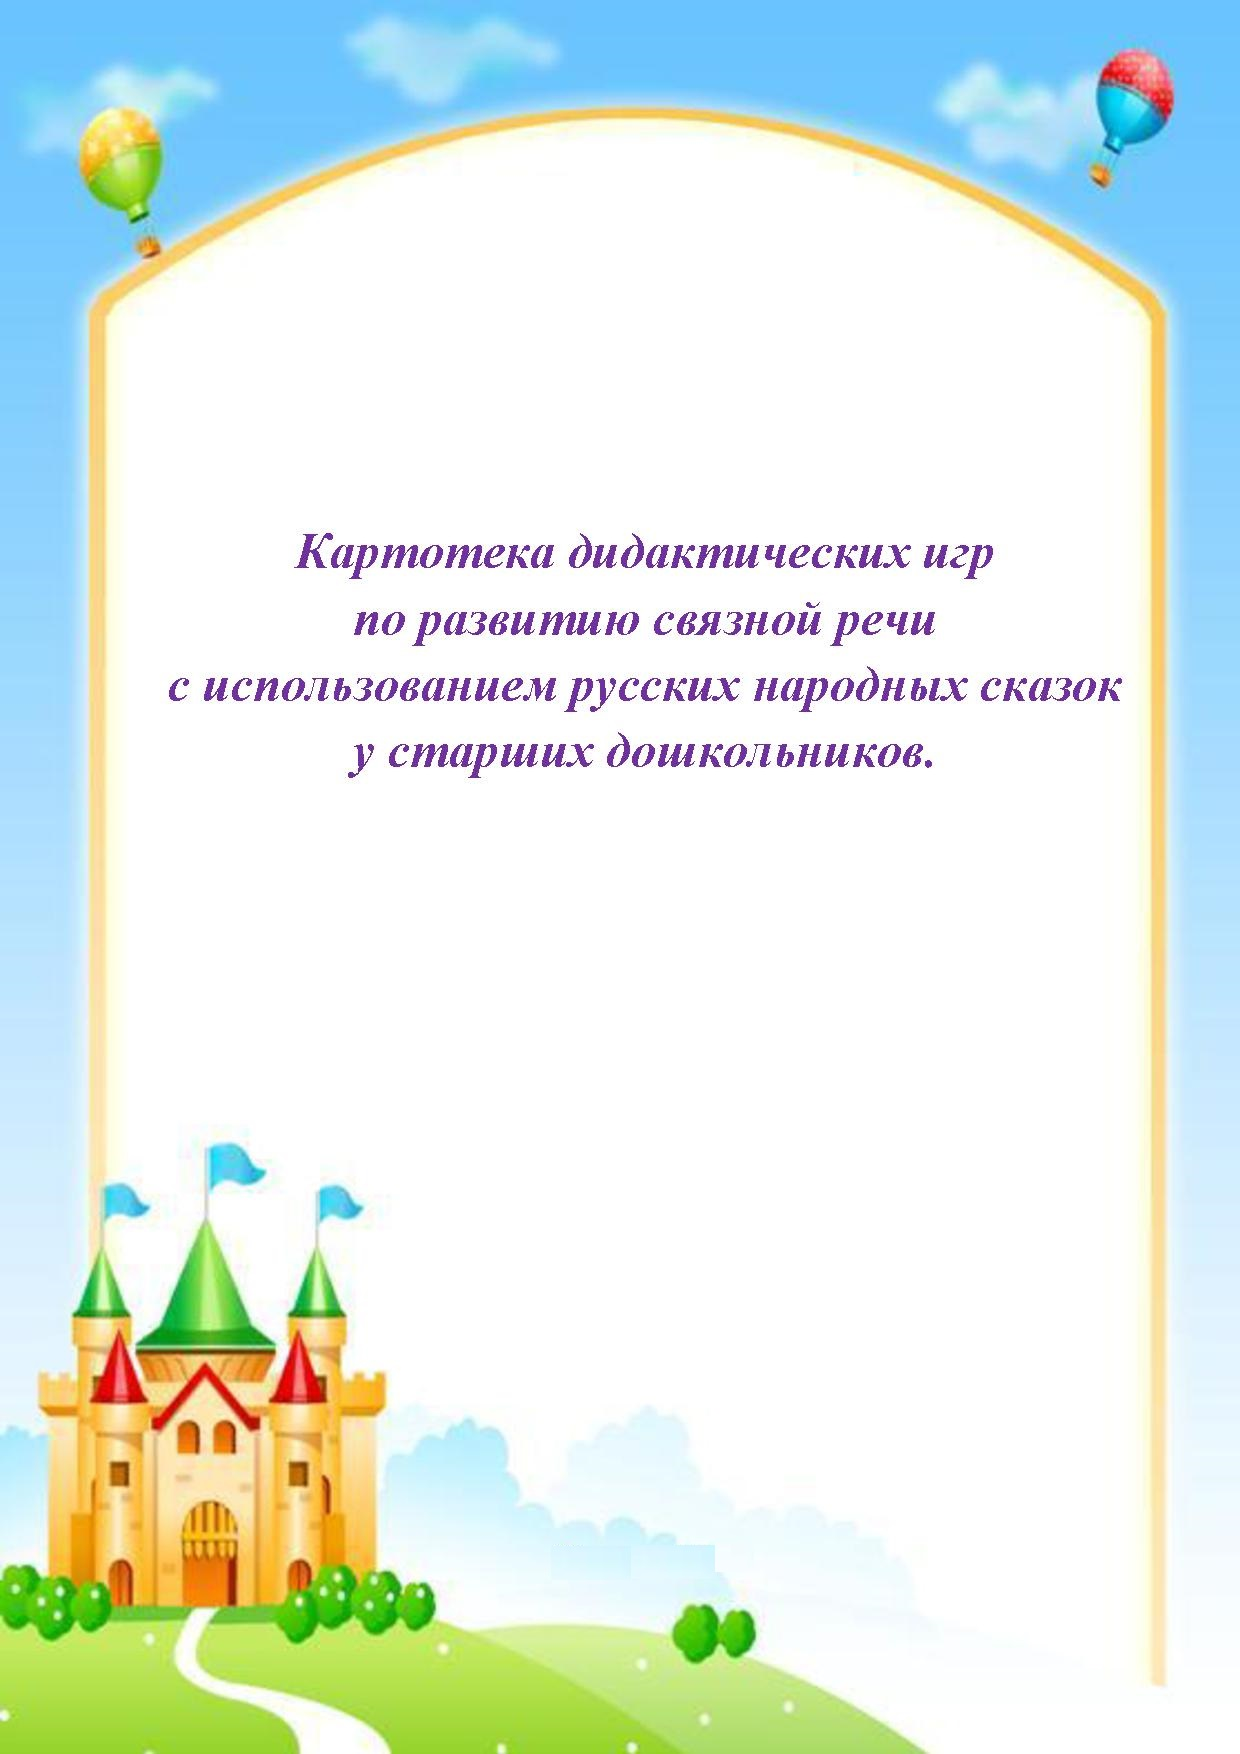 Картотека дидактических игр
по развитию связной речи
с использованием русских народных сказок
у старших дошкольников.